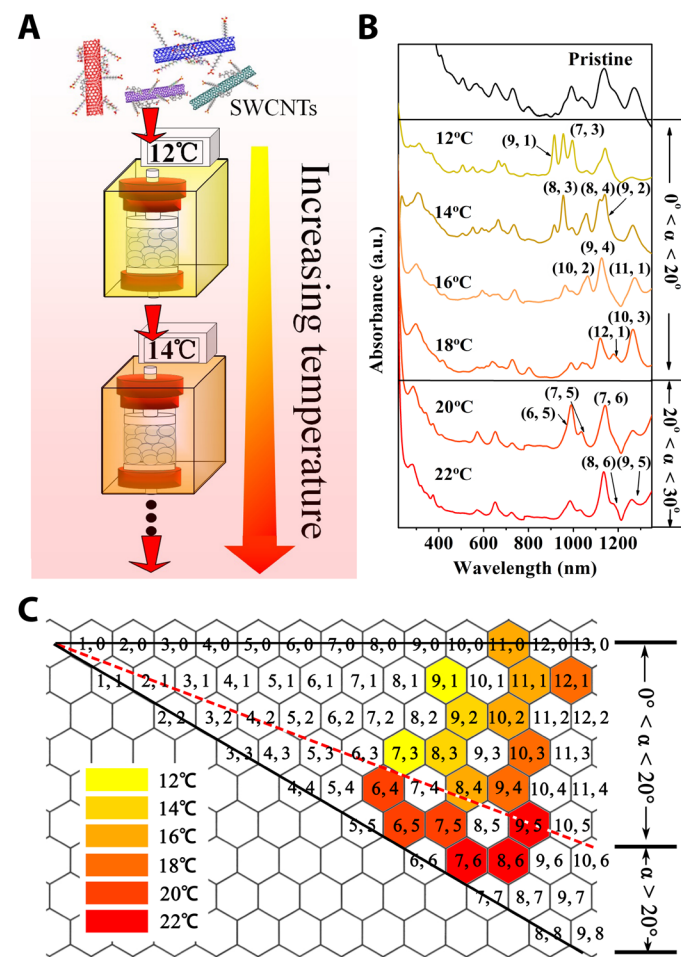 A
SWCNTs
12℃
14℃
Increasing temperature
B
Pristine
12ºC
(9, 1)
(7, 3)
14ºC
(8, 3)
(8, 4)
(9, 2)
16ºC
(9, 4)
(10, 2)
(11, 1)
18ºC
(10, 3)
(12, 1)
20ºC
(7, 5)
(6, 5)
(7, 6)
22ºC
(8, 6)
(9, 5)
0º < α < 20º
20º < α < 30º
Absorbance (a.u.)
400 600 800 1000 1200
Wavelength (nm)
C
1, 0 2, 0 3, 0 4, 0 5, 0 6, 0 7, 0 8, 0 9, 0 10, 0 11, 0 12, 0 13, 0
1, 1 2, 1 3, 1 4, 1 5, 1 6, 1 7, 1 8, 1 9, 1 10, 1 11, 1 12, 1
2, 2 3, 2 4, 2 5, 2 6, 2 7, 2 8, 2 9, 2 10, 2 11, 2 12, 2
3, 3 4, 3 5, 3 6, 3 7, 3 8, 3 9, 3 10, 3 11, 3
4, 4 5, 4 6, 4 7, 4 8, 4 9, 4 10, 4 11, 4
5, 5 6, 5 7, 5 8, 5 9, 5 10, 5
6, 6 7, 6 8, 6 9, 6 10, 6
7, 7 8, 7 9, 7
8, 8 9, 8
12℃
14℃
16℃
18℃
20℃
22℃
0° < α < 20°
α > 20°